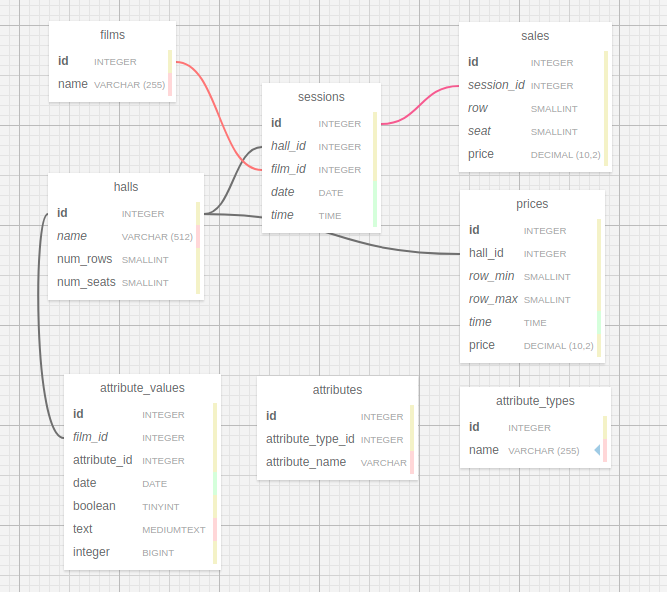 films
id INTEGER
name VARCHAR (255)
sessions
id INTEGER
hall_id INTEGER
film_id INTEGER
date DATE
time TIME
sales
id INTEGER
session_id INTEGER
row SMALLINT
seat SMALLINT
price DECIMAL (10,2)
halls
id INTEGER
name VARCHAR (512)
num_rows SMALLINT
num_seats SMALLINT
prices
id INTEGER
hall_id INTEGER
row_min SMALLINT
row_max SMALLINT
time TIME
price DECIMAL (10,2)
attribute_values
id INTEGER
film_id INTEGER
attribute_id INTEGER
date DATE
boolean TINYINT
text MEDIUMTEXT
integer BIGINT
attributes
id INTEGER
attribute_type_id INTEGER
attribute_name VARCHAR
attribute_types
id INTEGER
name VARCHAR (255)